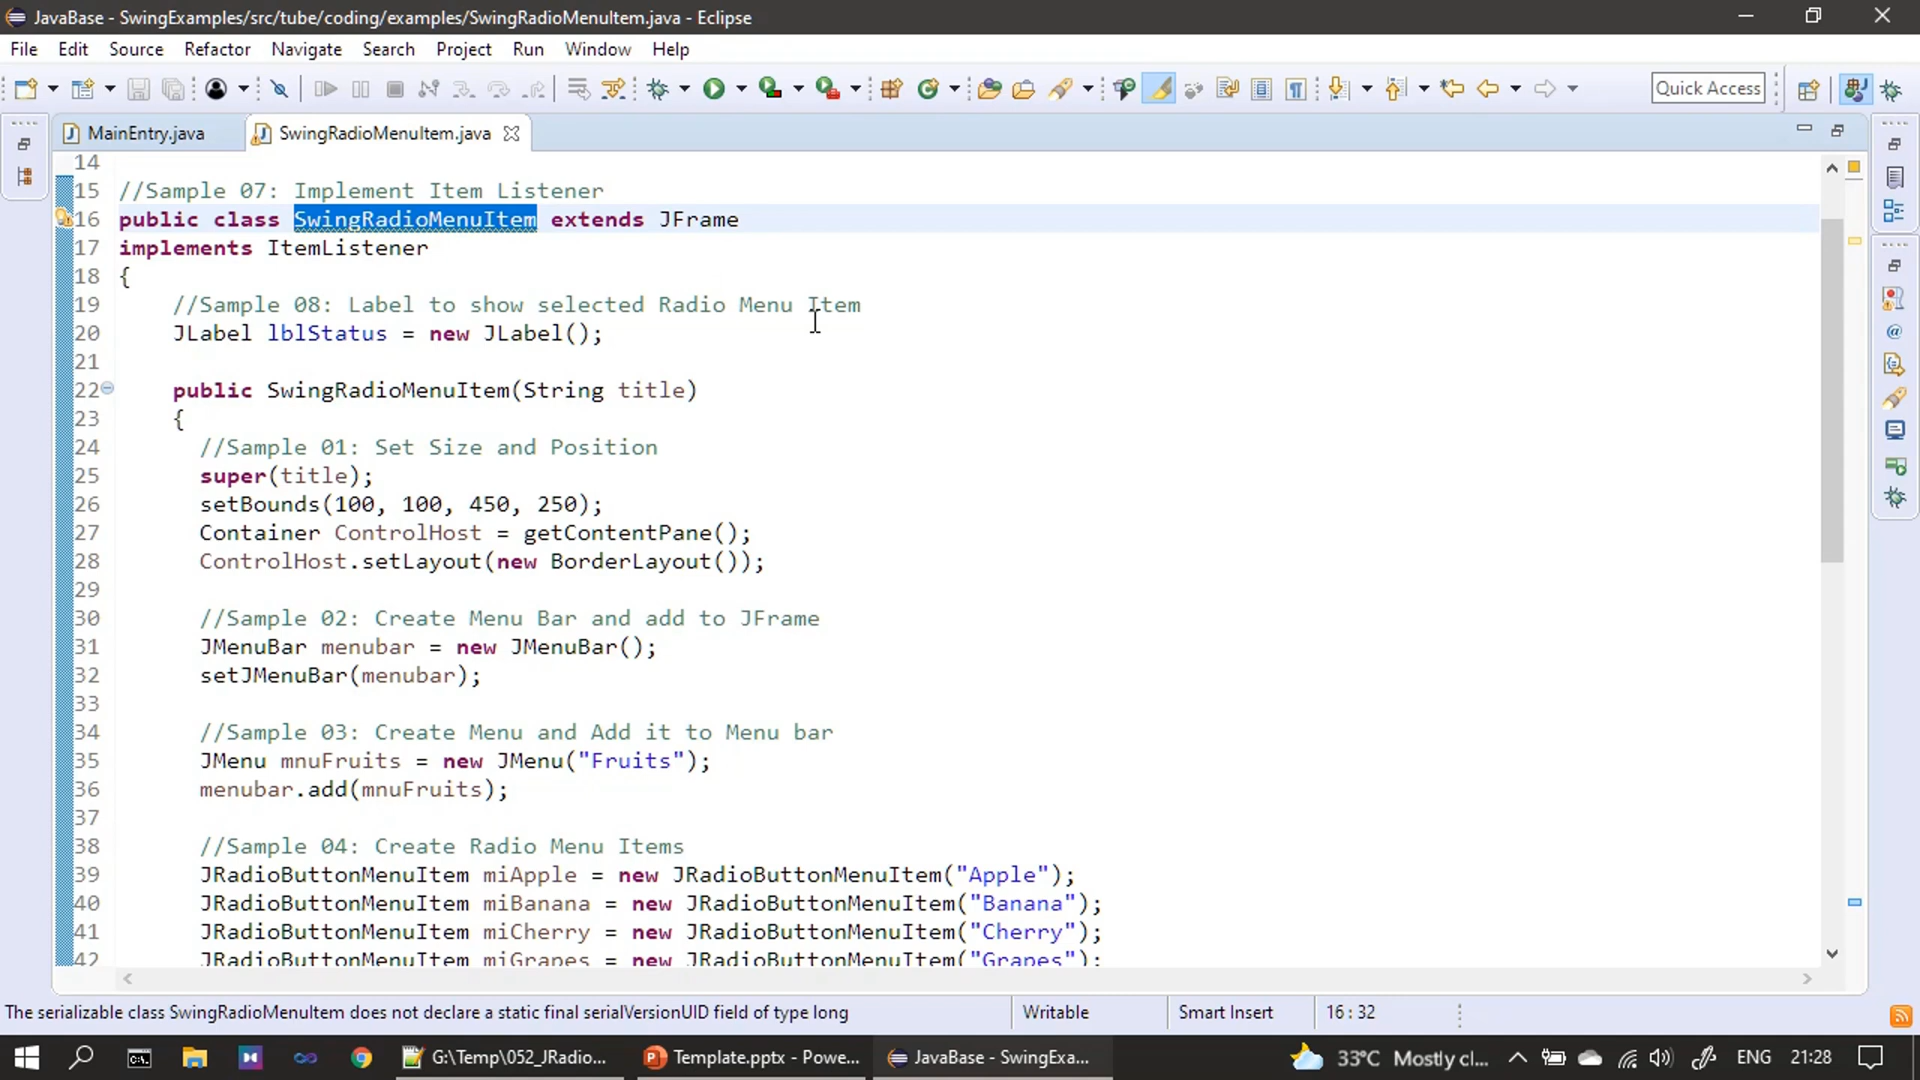 JavaBase - SwingExamples/src/tube/coding/examples/SwingRadioMenuItem.java - Eclipse
File Edit Source Refactor Navigate Search Project Run Window Help
Quick Access
MainEntry.java SwingRadioMenuItem.java
14
15 //Sample 07: Implement Item Listener
16 public class SwingRadioMenuItem extends JFrame
17 implements ItemListener
18 {
19 //Sample 08: Label to show selected Radio Menu Item
20 JLabel lblStatus = new JLabel();
21
22 public SwingRadioMenuItem(String title)
23 {
24 //Sample 01: Set Size and Position
25 super(title);
26 setBounds(100, 100, 450, 250);
27 Container ControlHost = getContentPane();
28 ControlHost.setLayout(new BorderLayout());
29
30 //Sample 02: Create Menu Bar and add to JFrame
31 JMenuBar menubar = new JMenuBar();
32 setJMenuBar(menubar);
33
34 //Sample 03: Create Menu and Add it to Menu bar
35 JMenu mnuFruits = new JMenu("Fruits");
36 menubar.add(mnuFruits);
37
38 //Sample 04: Create Radio Menu Items
39 JRadioButtonMenuItem miApple = new JRadioButtonMenuItem("Apple");
40 JRadioButtonMenuItem miBanana = new JRadioButtonMenuItem("Banana");
41 JRadioButtonMenuItem miCherry = new JRadioButtonMenuItem("Cherry");
42 JRadioButtonMenuItem miGrapes = new JRadioButtonMenuItem("Grapes");
The serializable class SwingRadioMenuItem does not declare a static final serialVersionUID field of type long Writable Smart Insert 16 : 32
G:\Temp\052_JRadio... Template.pptx - Powe... JavaBase - SwingExa... 33°C Mostly cl... ENG 21:28